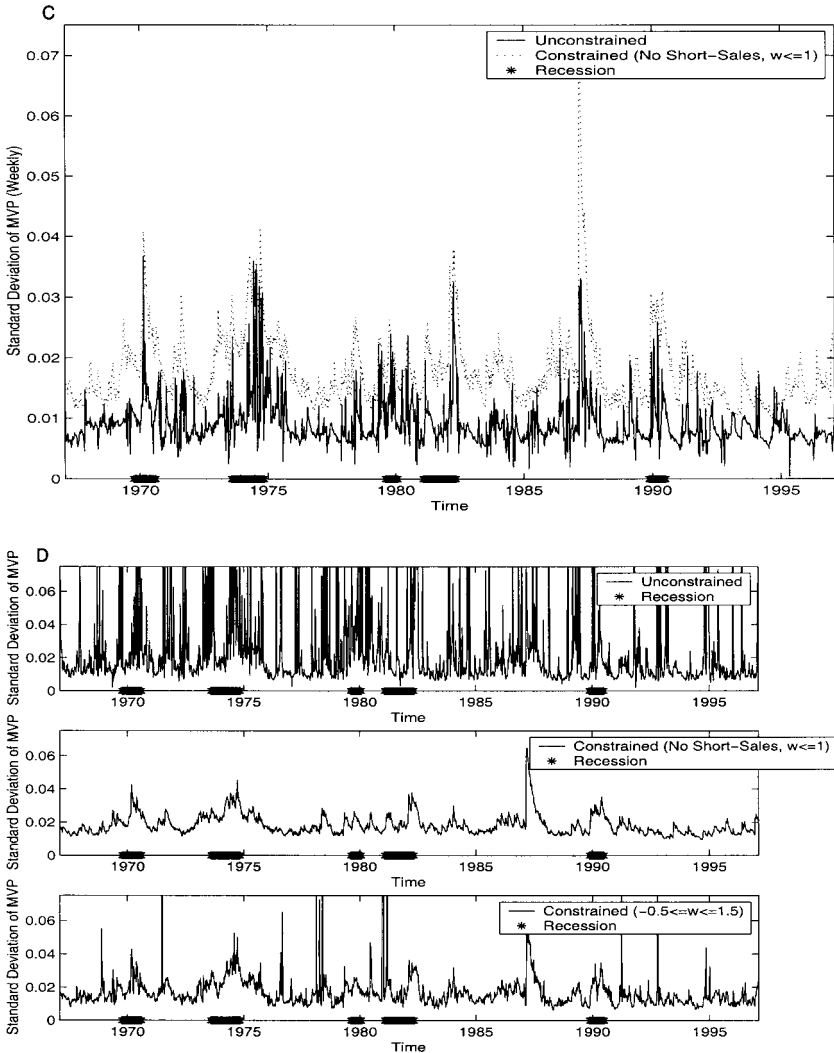 C
Unconstrained
Constrained (No Short-Sales, w<=1)
Recession
Standard Deviation of MVP (Weekly)
0.07
0.06
0.05
0.04
0.03
0.02
0.01
0
1970 1975 1980 1985 1990 1995
Time
D
Unconstrained
Recession
Standard Deviation of MVP
0.06
0.04
0.02
0
1970 1975 1980 1985 1990 1995
Time
Constrained (No Short-Sales, w<=1)
Recession
Standard Deviation of MVP
0.06
0.04
0.02
0
1970 1975 1980 1985 1990 1995
Time
Constrained (-0.5<=w<=1.5)
Recession
Standard Deviation of MVP
0.06
0.04
0.02
0
1970 1975 1980 1985 1990 1995
Time